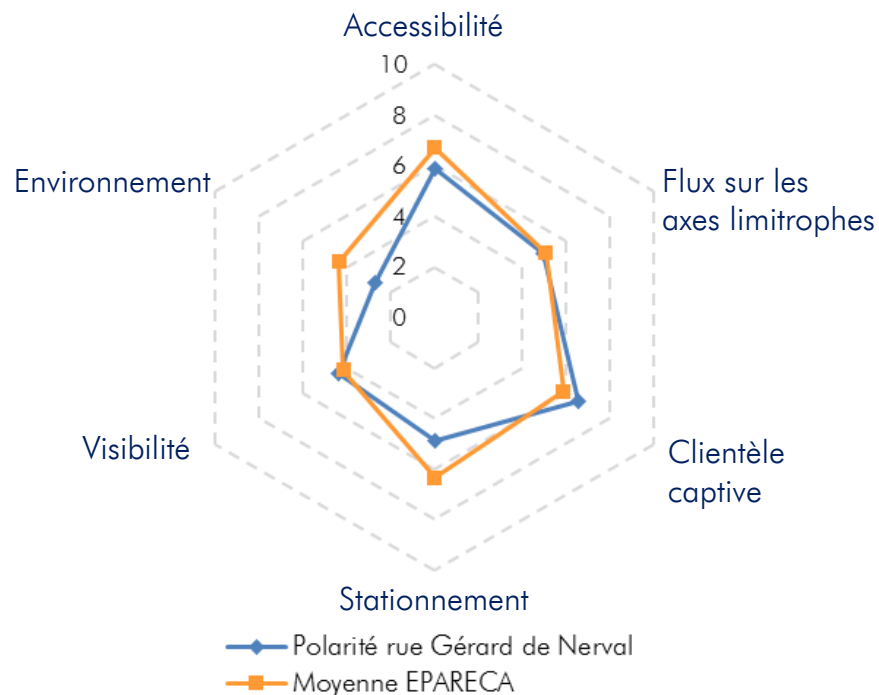 Accessibilité
10
8
6
4
2
0
Environnement
Flux sur les
axes limitrophes
Visibilité
Clientèle
captive
Stationnement
Polarité rue Gérard de Nerval
Moyenne EPARECA